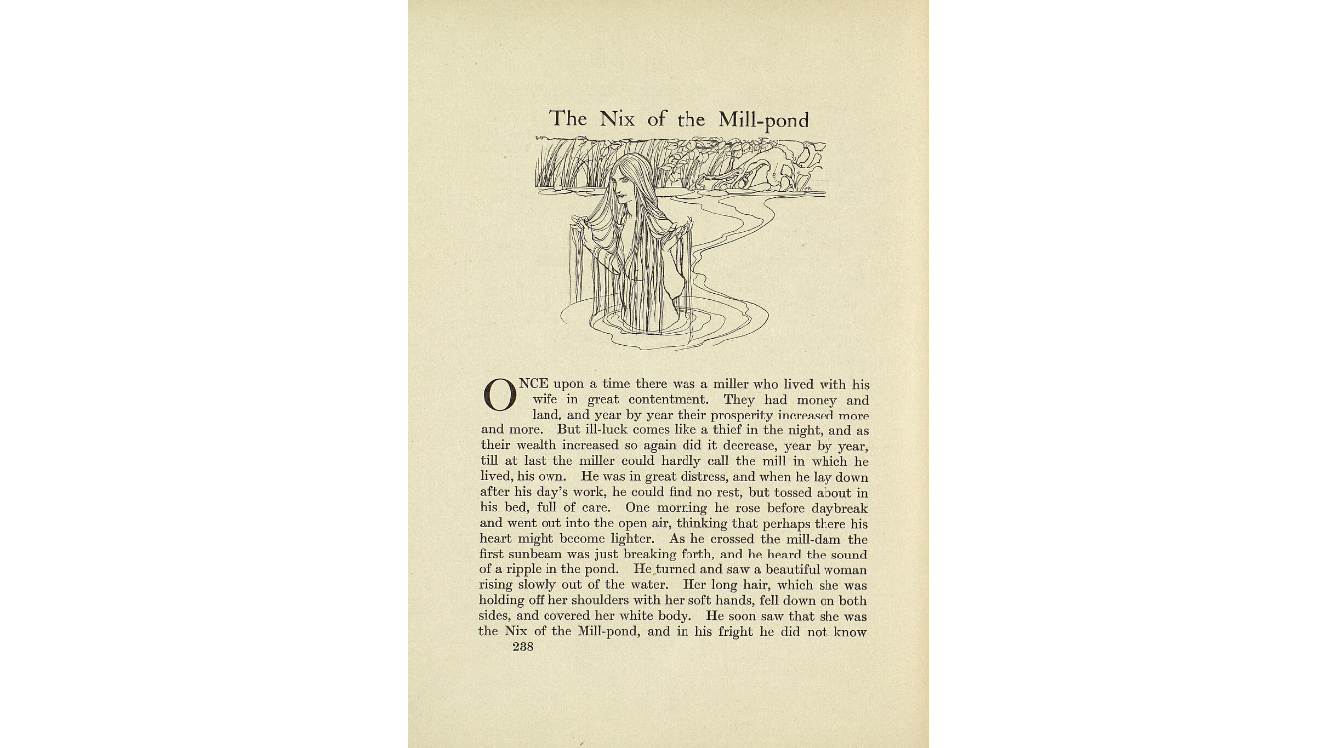 The Nix of the Mill-pond
ONCE upon a time there was a miller who lived with his
wife in great contentment. They had money and
land, and year by year their prosperity increased more
and more. But ill-luck comes like a thief in the night, and as
their wealth increased so again did it decrease, year by year,
till at last the miller could hardly call the mill in which he
lived, his own. He was in great distress, and when he lay down
after his day's work, he could find no rest, but tossed about in
his bed, full of care. One morning he rose before daybreak
and went out into the open air, thinking that perhaps there his
heart might become lighter. As he crossed the mill-dam the
first sunbeam was just breaking forth, and he heard the sound
of a ripple in the pond. He turned and saw a beautiful woman
rising slowly out of the water. Her long hair, which she was
holding off her shoulders with her soft hands, fell down on both
sides, and covered her white body. He soon saw that she was
the Nix of the Mill-pond, and in his fright he did not know
238